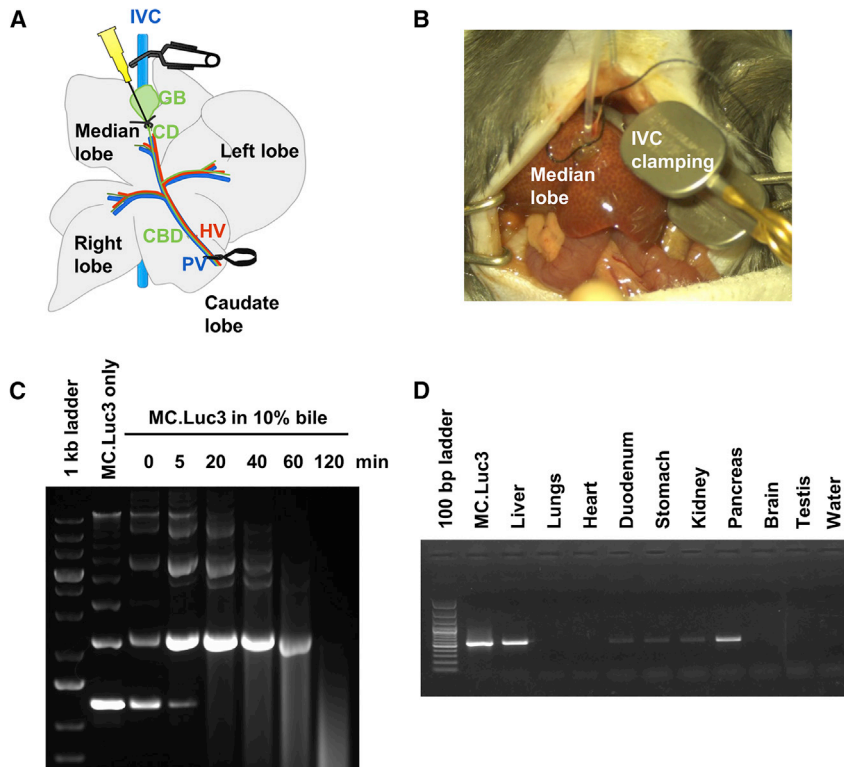 A
IVC
GB
Median
lobe
CD
Left lobe
Right
lobe
CBD
HV
PV
Caudate
lobe
B
IVC
clamping
Median
lobe
C
1 kb ladder
MC.Luc3 only
MC.Luc3 in 10% bile
0 5 20 40 60 120 min
D
100 bp ladder
MC.Luc3
Liver
Lungs
Heart
Duodenum
Stomach
Kidney
Pancreas
Brain
Testis
Water